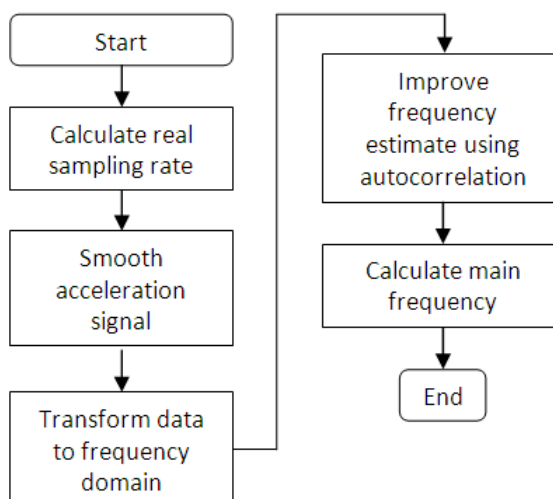 Start
Calculate real
sampling rate
Smooth
acceleration
signal
Transform data
to frequency
domain
Improve
frequency
estimate using
autocorrelation
Calculate main
frequency
End